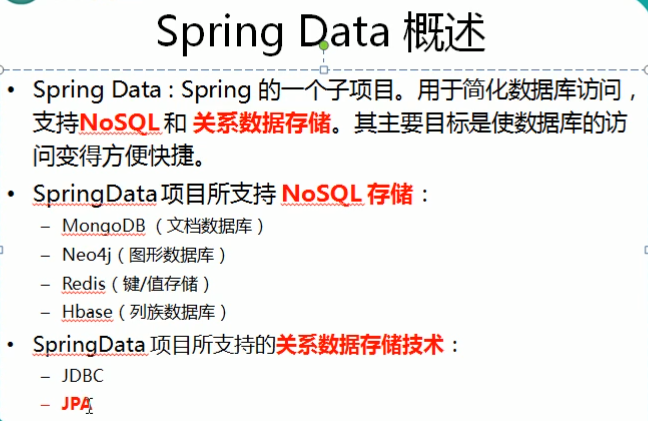 Spring Data 概述
• Spring Data : Spring 的一个子项目。用于简化数据库访问，
支持NoSQL 和 关系数据存储。其主要目标是使数据库的访
问变得方便快捷。
• SpringData 项目所支持 NoSQL 存储：
– MongoDB （文档数据库）
– Neo4j（图形数据库）
– Redis（键/值存储）
– Hbase（列族数据库）
• SpringData 项目所支持的关系数据存储技术：
– JDBC
– JPA